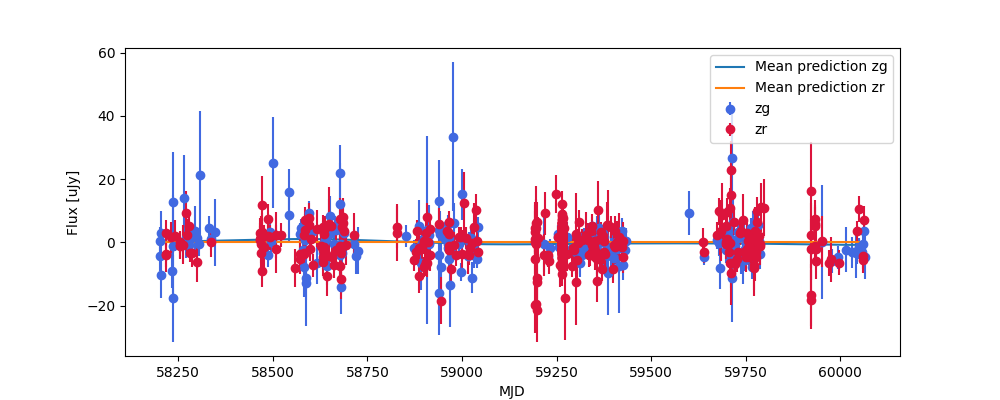 60
40
20
0
−20
Flux [uJy]
Mean prediction zg
Mean prediction zr
zg
zr
58250 58500 58750 59000 59250 59500 59750 60000
MJD